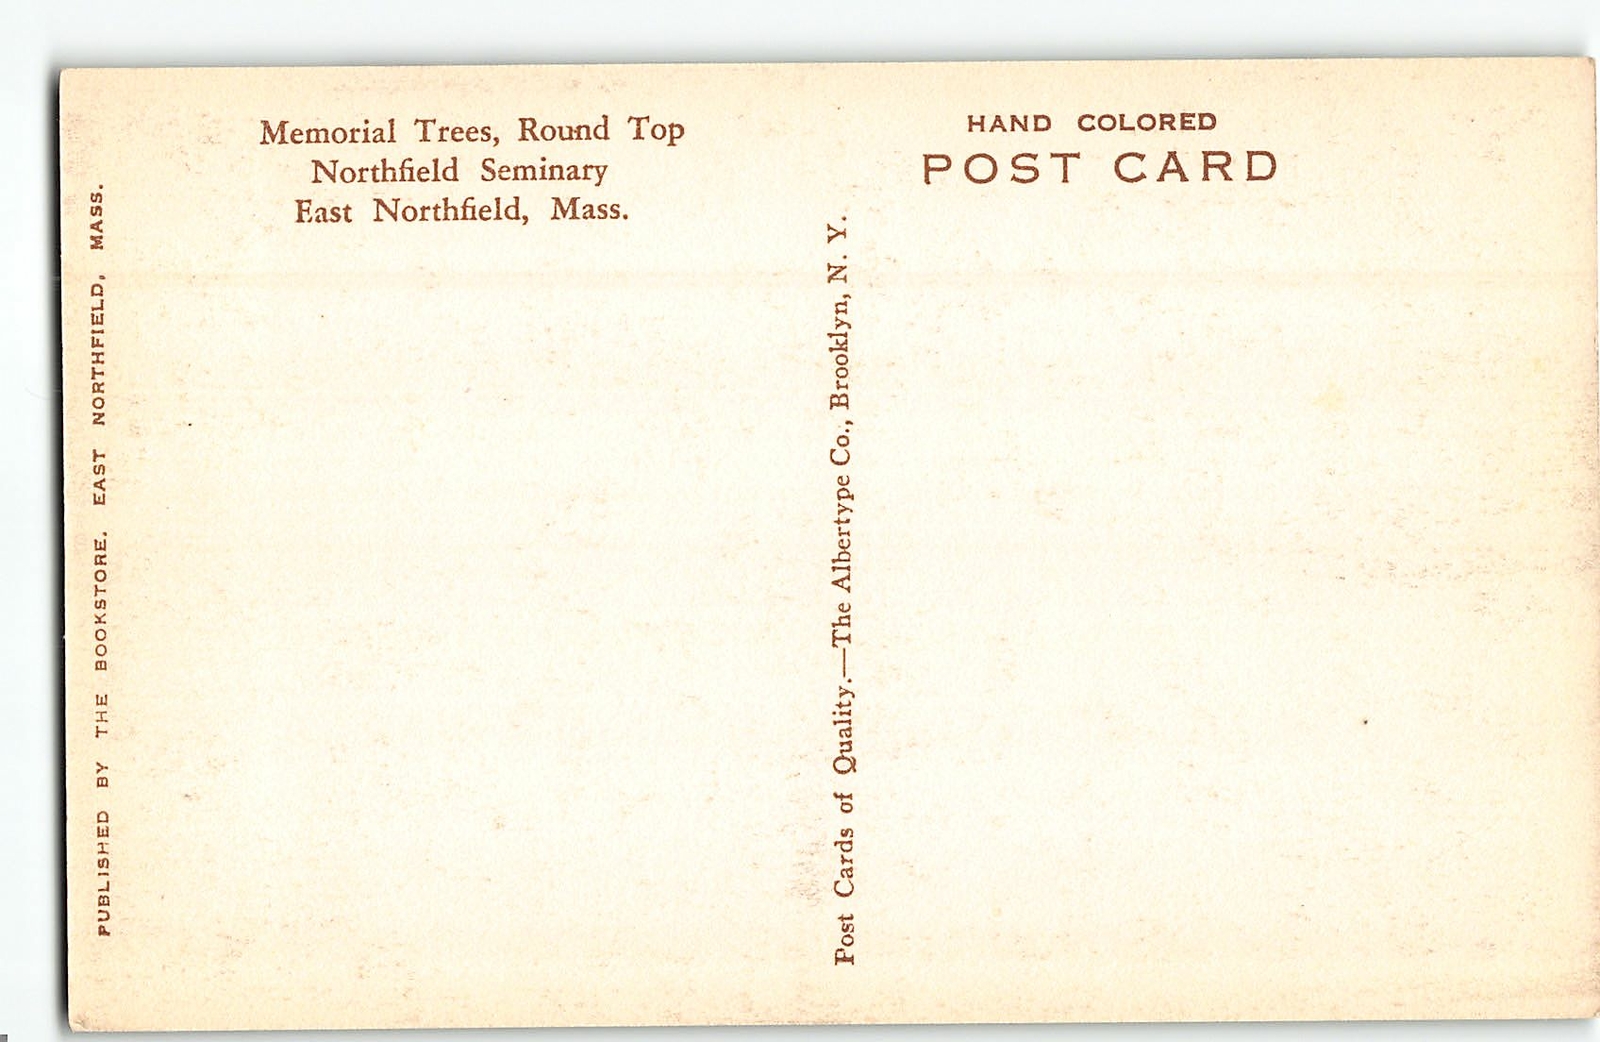 Memorial Trees, Round Top
Northfield Seminary
East Northfield, Mass.
PUBLISHED BY THE BOOKSTORE. EAST NORTHFIELD, MASS.
Post Cards of Quality.—The Albertype Co., Brooklyn, N. Y.
HAND COLORED
POST CARD